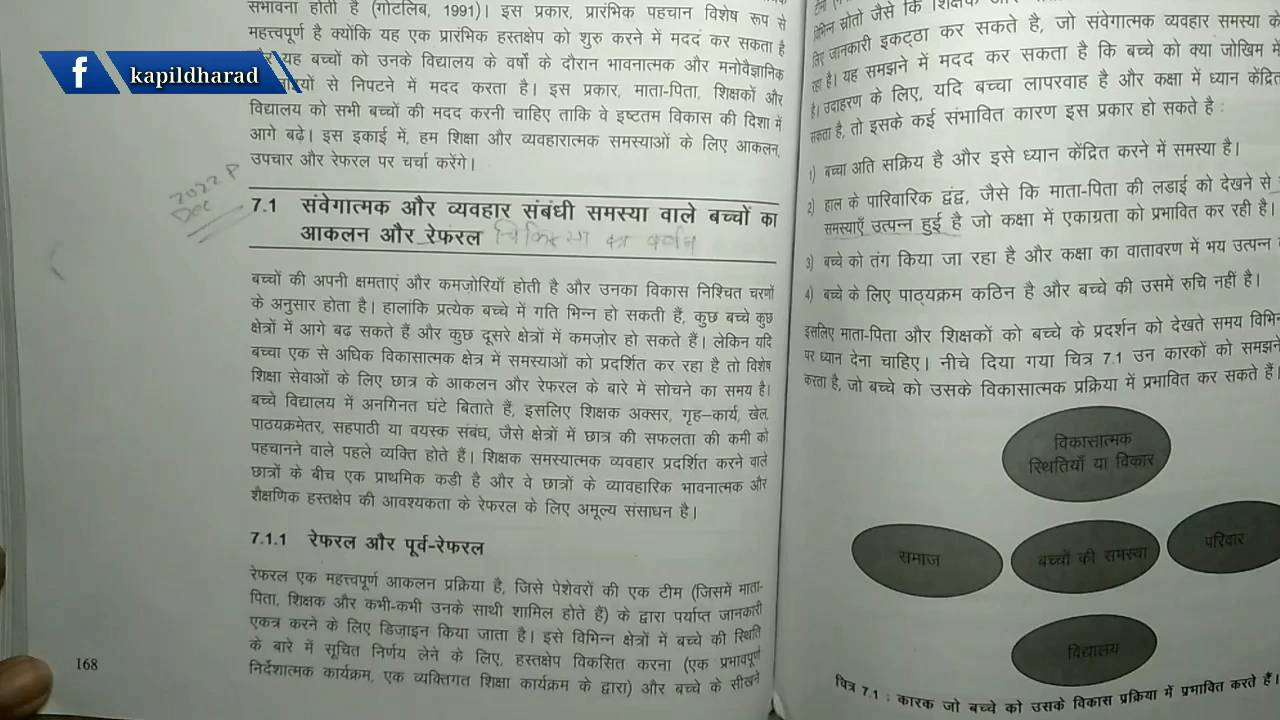 kapildharad
संभावना होती है (गोटलिब, 1991)। इस प्रकार, प्रारंभिक पहचान विशेष रूप से
महत्त्वपूर्ण है क्योंकि यह एक प्रारंभिक हस्तक्षेप को शुरु करने में मदद कर सकता है
यह बच्चों को उनके विद्यालय के वर्षो के दौरान भावनात्मक और मनोवैज्ञानिक
से निपटने में मदद करता है। इस प्रकार, माता-पिता, शिक्षकों और
विद्यालय को सभी बच्चों की मदद करनी चाहिए ताकि वे इष्टतम विकास की दिशा में
आगे बढ़े। इस इकाई में, हम शिक्षा और व्यवहारात्मक समस्याओं के लिए आकलन,
उपचार और रेफरल पर चर्चा करेंगे।
2022 P
Dec
7.1 संवेगात्मक और व्यवहार संबंधी समस्या वाले बच्चों का
आकलन और रेफरल चिकित्सा का वर्णन
बच्चों की अपनी क्षमताएं और कमज़ोरियाँ होती है और उनका विकास निश्चित चरणों
के अनुसार होता है। हालांकि प्रत्येक बच्चे में गति भिन्न हो सकती हैं, कुछ बच्चे कुछ
क्षेत्रों में आगे बढ़ सकते हैं और कुछ दूसरे क्षेत्रों में कमज़ोर हो सकते हैं। लेकिन यदि
बच्चा एक से अधिक विकासात्मक क्षेत्र में समस्याओं को प्रदर्शित कर रहा है तो विशेष
शिक्षा सेवाओं के लिए छात्र के आकलन और रेफरल के बारे में सोचने का समय है।
बच्चे विद्यालय में अनगिनत घंटे बिताते हैं, इसलिए शिक्षक अक्सर, गृह–कार्य, खेल,
पाठयक्रमेतर, सहपाठी या वयस्क संबंध, जैसे क्षेत्रों में छात्र की सफलता की कमी को
पहचानने वाले पहले व्यक्ति होते हैं। शिक्षक समस्यात्मक व्यवहार प्रदर्शित करने वाले
छात्रों के बीच एक प्राथमिक कडी है और वे छात्रों के व्यावहारिक भावनात्मक और
शैक्षणिक हस्तक्षेप की आवश्यकता के रेफरल के लिए अमूल्य संसाधन है।
7.1.1 रेफरल और पूर्व-रेफरल
रेफरल एक महत्त्वपूर्ण आकलन प्रक्रिया है, जिसे पेशेवरों की एक टीम (जिसमें माता-
पिता, शिक्षक और कभी-कभी उनके साथी शामिल होते हैं) के द्वारा पर्याप्त जानकारी
एकत्र करने के लिए डिज़ाइन किया जाता है। इसे विभिन्न क्षेत्रों में बच्चे की स्थिति
के बारे में सूचित निर्णय लेने के लिए, हस्तक्षेप विकसित करना (एक प्रभावपूर्ण
निर्देशात्मक कार्यक्रम, एक व्यक्तिगत शिक्षा कार्यक्रम के द्वारा) और बच्चे के सीखने
168
स्रोतों जैसे कि
लिए जानकारी इकट्ठा कर सकते है, जो संवेगात्मक व्यवहार समस्या
रहा है। यह समझने में मदद कर सकता है कि बच्चे को क्या जोखिम
है। उदाहरण के लिए, यदि बच्चा लापरवाह है और कक्षा में ध्यान केंद्रित
सकता है, तो इसके कई संभावित कारण इस प्रकार हो सकते है :
1) बच्चा अति सक्रिय है और इसे ध्यान केंद्रित करने में समस्या है।
2) हाल के पारिवारिक द्वंद्व, जैसे कि माता-पिता की लडाई को देखने से
समस्याएँ उत्पन्न हुई है जो कक्षा में एकाग्रता को प्रभावित कर रही है।
3) बच्चे को तंग किया जा रहा है और कक्षा का वातावरण में भय उत्पन्न
4) बच्चे के लिए पाठ्यक्रम कठिन है और बच्चे की उसमें रुचि नहीं है।
इसलिए माता-पिता और शिक्षकों को बच्चे के प्रदर्शन को देखते समय
पर ध्यान देना चाहिए। नीचे दिया गया चित्र 7.1 उन कारकों को समझने
करता है, जो बच्चे को उसके विकासात्मक प्रक्रिया में प्रभावित कर सकते हैं।
विकासात्मक
स्थितियाँ या विकार
समाज
बच्चों की समस्या
परिवार
विद्यालय
चित्र 7.1 : कारक जो बच्चे को उसके विकास प्रक्रिया में प्रभावित करते हैं।